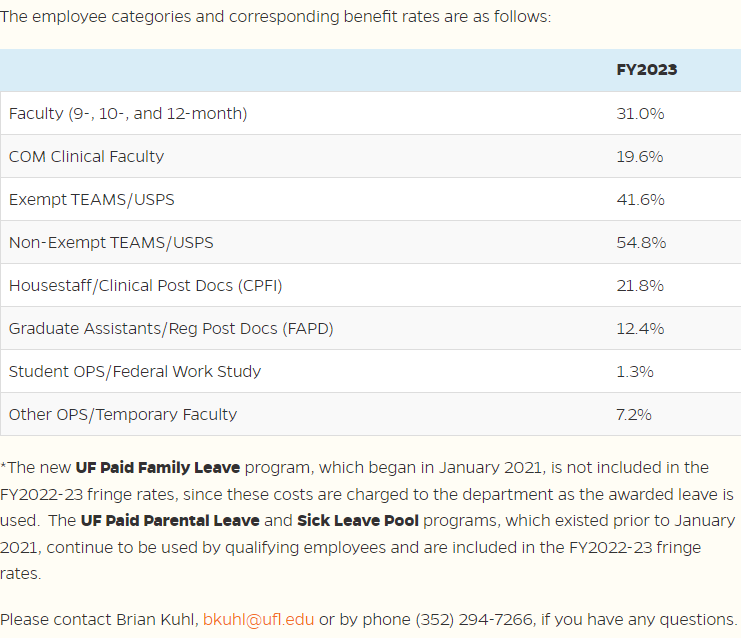 The employee categories and corresponding benefit rates are as follows:
FY2023
Faculty (9-, 10-, and 12-month) 31.0%
COM Clinical Faculty 19.6%
Exempt TEAMS/USPS 41.6%
Non-Exempt TEAMS/USPS 54.8%
Housestaff/Clinical Post Docs (CPFI) 21.8%
Graduate Assistants/Reg Post Docs (FAPD) 12.4%
Student OPS/Federal Work Study 1.3%
Other OPS/Temporary Faculty 7.2%
*The new UF Paid Family Leave program, which began in January 2021, is not included in the
FY2022-23 fringe rates, since these costs are charged to the department as the awarded leave is
used. The UF Paid Parental Leave and Sick Leave Pool programs, which existed prior to January
2021, continue to be used by qualifying employees and are included in the FY2022-23 fringe
rates.
Please contact Brian Kuhl, bkuhl@ufl.edu or by phone (352) 294-7266, if you have any questions.